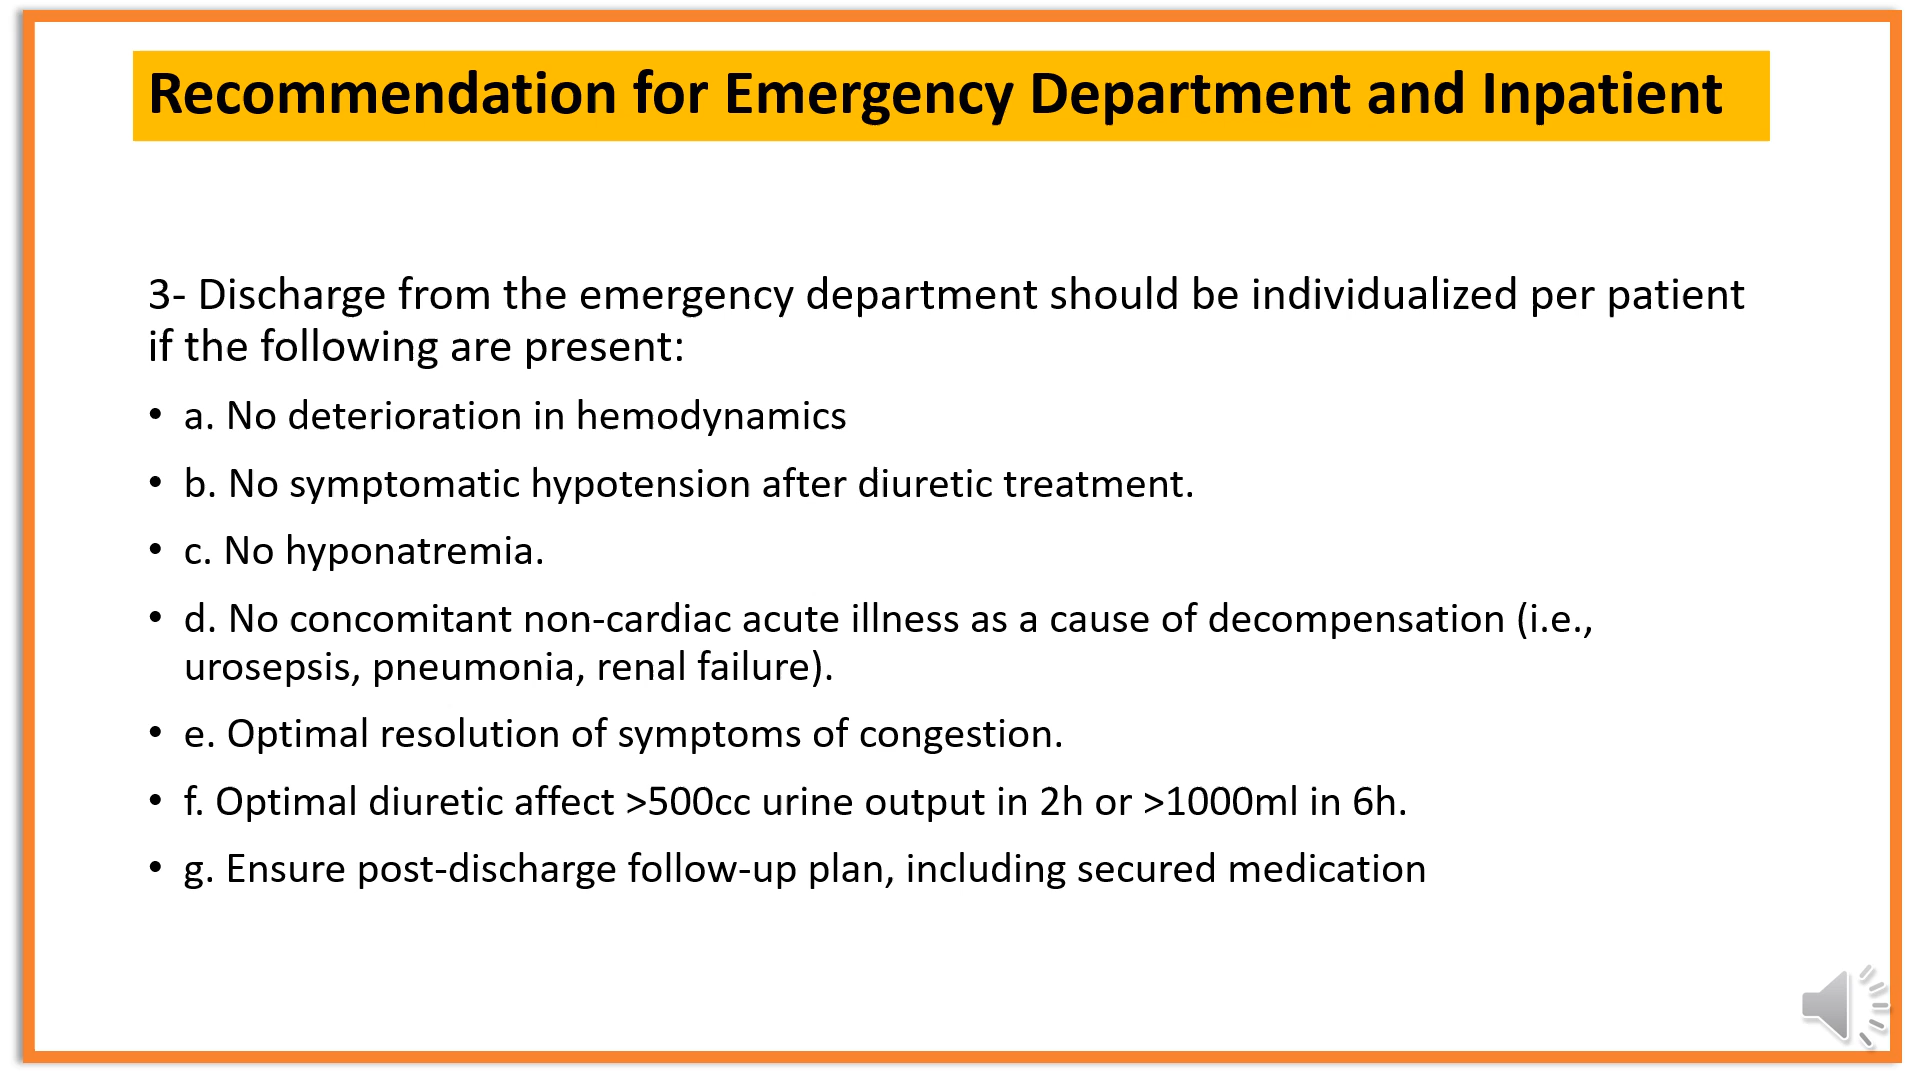 Recommendation for Emergency Department and Inpatient
3- Discharge from the emergency department should be individualized per patient
if the following are present:
• a. No deterioration in hemodynamics
• b. No symptomatic hypotension after diuretic treatment.
• c. No hyponatremia.
• d. No concomitant non-cardiac acute illness as a cause of decompensation (i.e.,
urosepsis, pneumonia, renal failure).
• e. Optimal resolution of symptoms of congestion.
• f. Optimal diuretic affect >500cc urine output in 2h or >1000ml in 6h.
• g. Ensure post-discharge follow-up plan, including secured medication